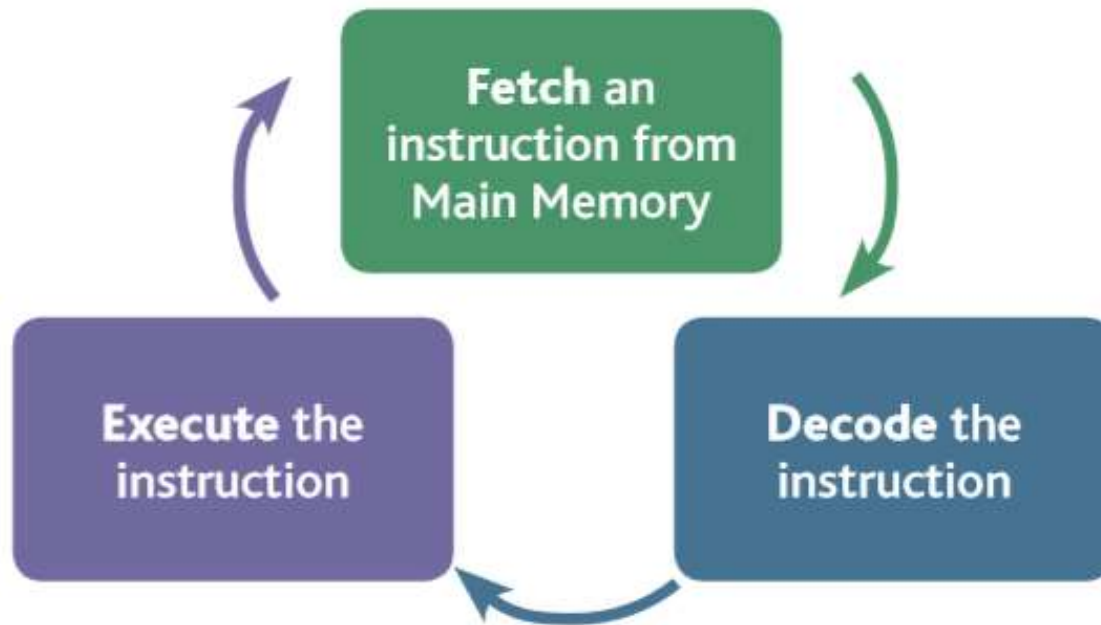 Fetch an
instruction from
Main Memory
Decode the
instruction
Execute the
instruction